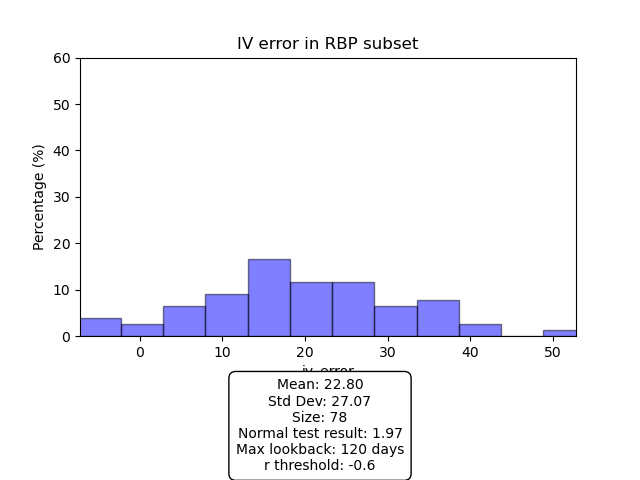 IV error in RBP subset
60
50
40
30
20
10
0
Percentage (%)
0 10 20 30 40 50
iv_error
Mean: 22.80
Std Dev: 27.07
Size: 78
Normal test result: 1.97
Max lookback: 120 days
r threshold: -0.6